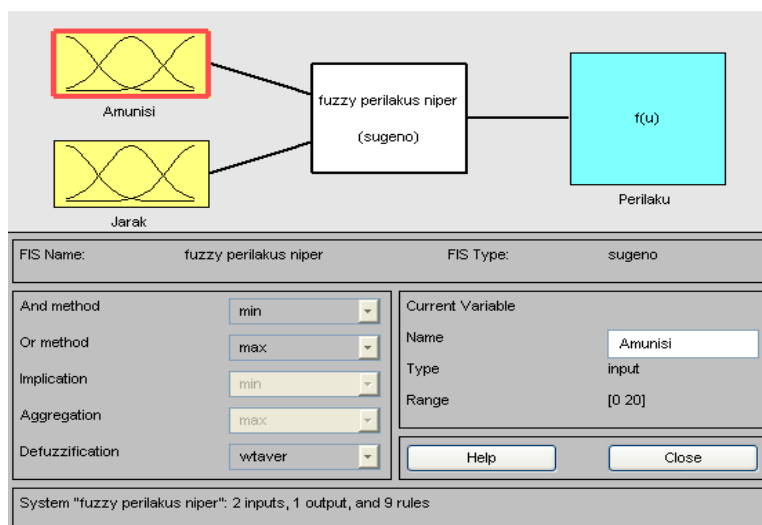 Amunisi
fuzzy perilakus niper
(sugeno)
f(u)
Jarak
Perilaku
FIS Name: fuzzy perilakus niper FIS Type: sugeno
And method min
Or method max
Implication min
Aggregation max
Defuzzification wtaver
Current Variable
Name Amunisi
Type input
Range [0 20]
Help Close
System "fuzzy perilakus niper": 2 inputs, 1 output, and 9 rules